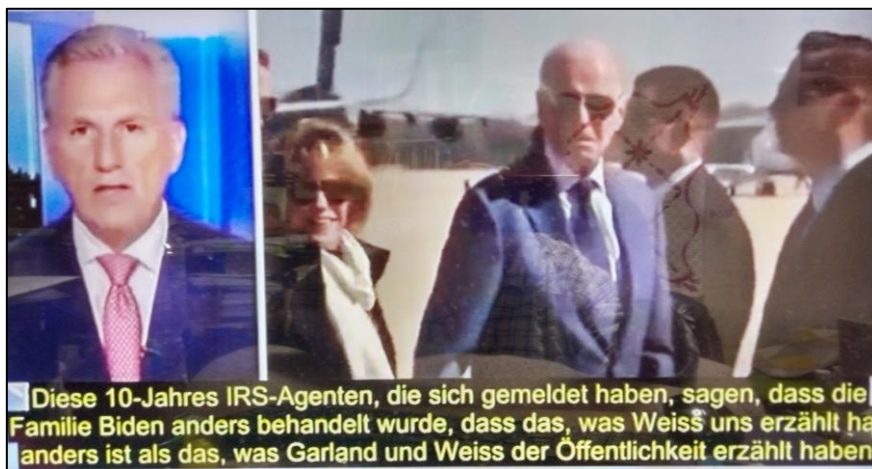 Diese 10-Jahres IRS-Agenten, die sich gemeldet haben, sagen, dass die
Familie Biden anders behandelt wurde, dass das, was Weiss uns erzählt ha
anders ist als das, was Garland und Weiss der Öffentlichkeit erzählt haben